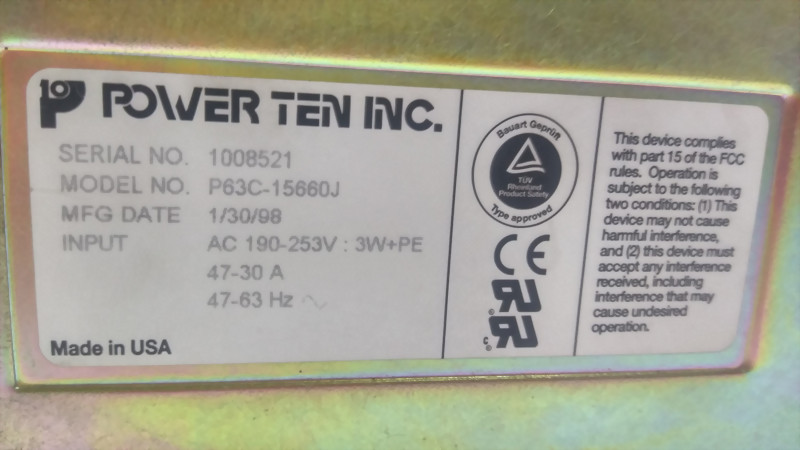 POWER TEN INC.
SERIAL NO. 1008521
MODEL NO. P63C-15660J
MFG DATE 1/30/98
INPUT AC 190-253V : 3W+PE
47-30 A
47-63 Hz ~
Made in USA
Bauart Geprüft
TÜV
Rheinland
Product Safety
Type approved
CE
c
This device complies
with part 15 of the FCC
rules. Operation is
subject to the following
two conditions: (1) This
device may not cause
harmful interference,
and (2) this device must
accept any interference
received, including
interference that may
cause undesired
operation.